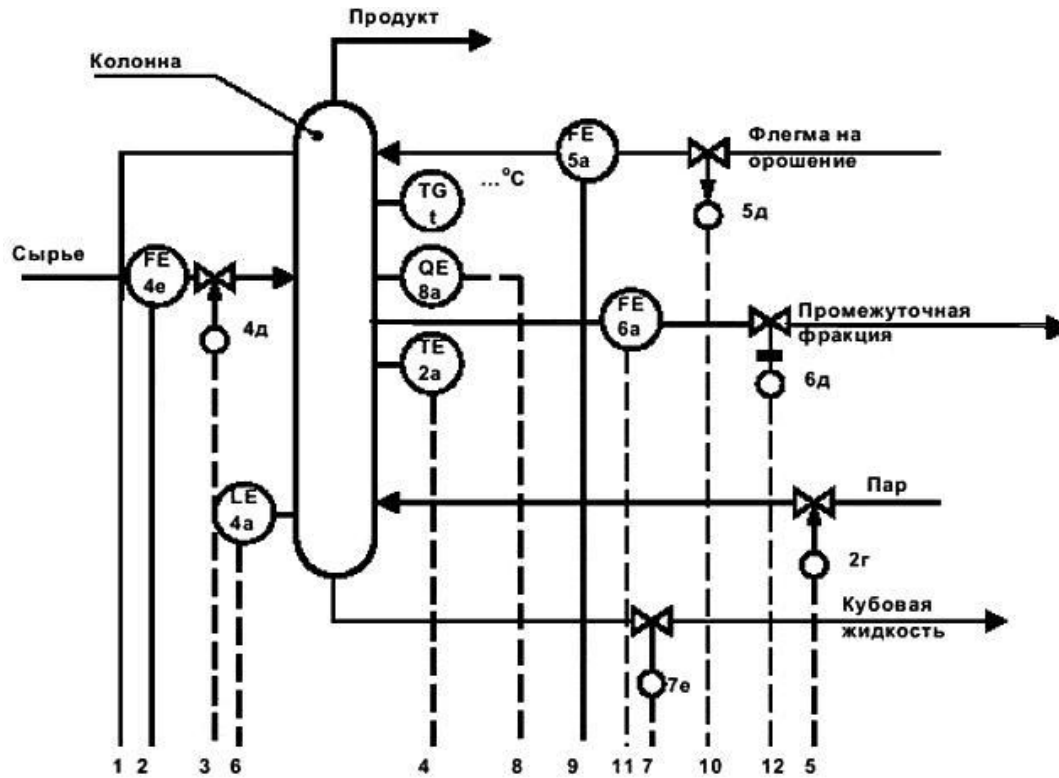 Продукт
Колонна
FE
5а
Флегма на
орошение
TG
t
...°C
5д
Сырье
FE
4е
QE
8а
FE
6а
Промежуточная
фракция
4д
TE
2а
6д
LE
4а
Пар
2г
Кубовая
жидкость
7е
1 2 3 6 4 8 9 11 7 10 12 5